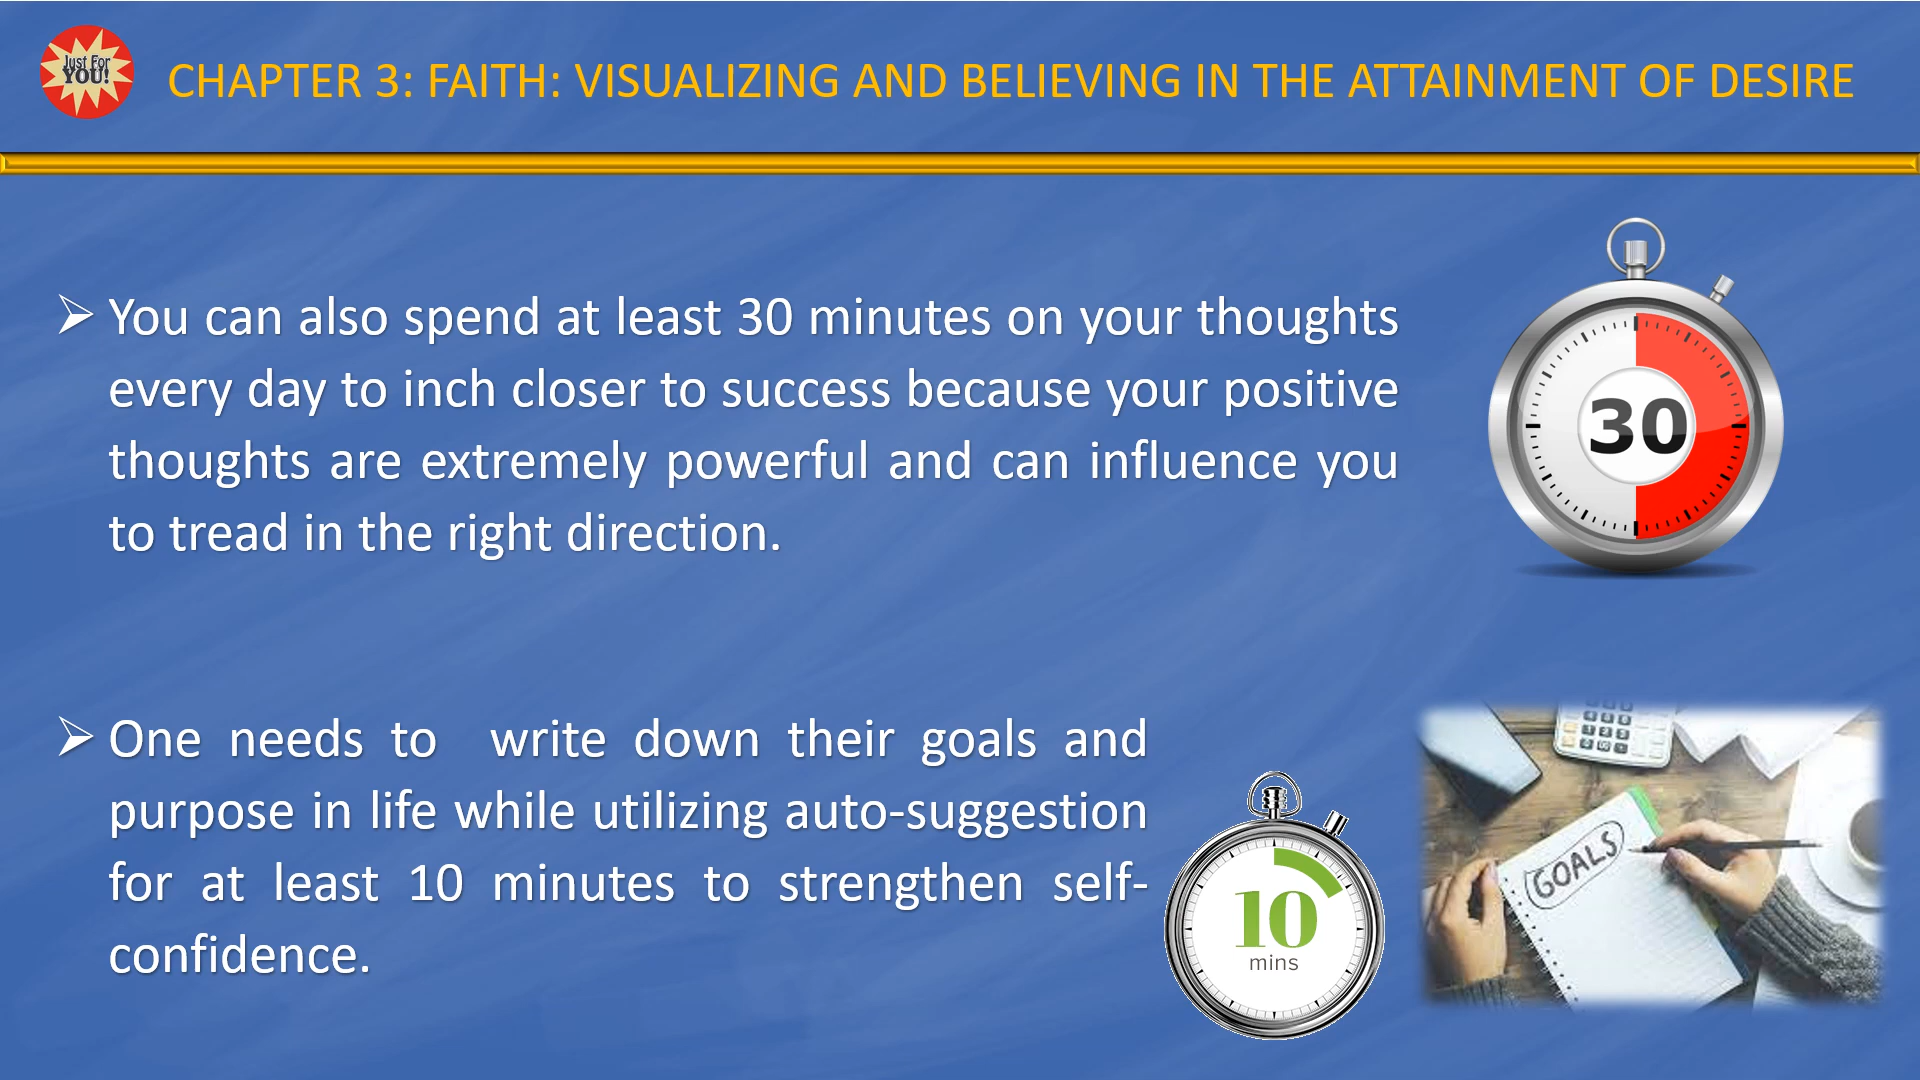 Just For
YOU!
CHAPTER 3: FAITH: VISUALIZING AND BELIEVING IN THE ATTAINMENT OF DESIRE
➢ You can also spend at least 30 minutes on your thoughts
every day to inch closer to success because your positive
thoughts are extremely powerful and can influence you
to tread in the right direction.
30
➢ One needs to  write down their goals and
purpose in life while utilizing auto-suggestion
for at least 10 minutes to strengthen self-
confidence.
10
mins
GOALS